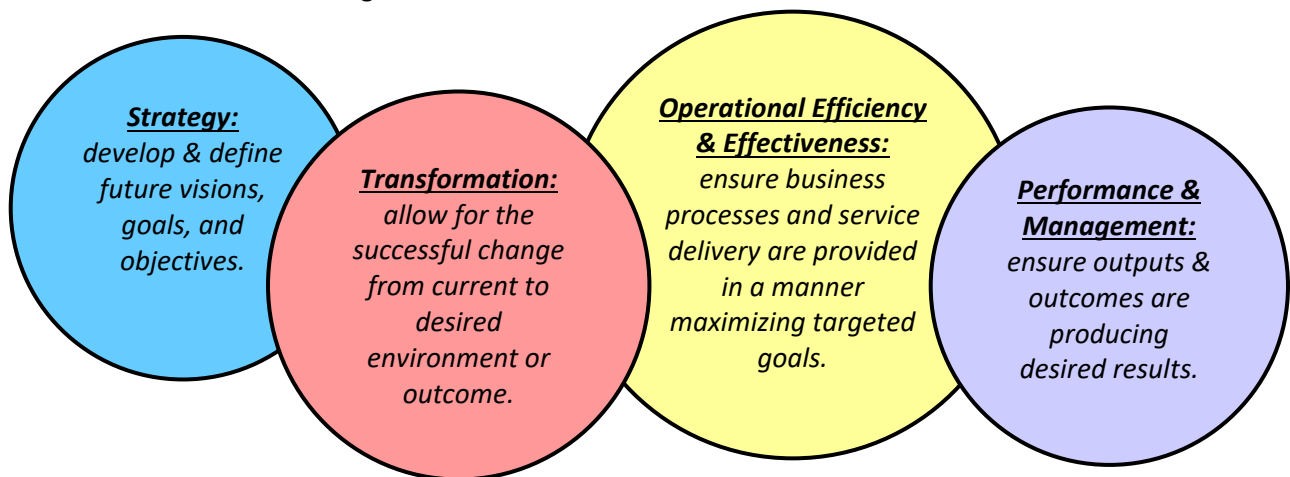 Strategy:
develop & define
future visions,
goals, and
objectives.
Transformation:
allow for the
successful change
from current to
desired
environment or
outcome.
Operational Efficiency
& Effectiveness:
ensure business
processes and service
delivery are provided
in a manner
maximizing targeted
goals.
Performance &
Management:
ensure outputs &
outcomes are
producing
desired results.